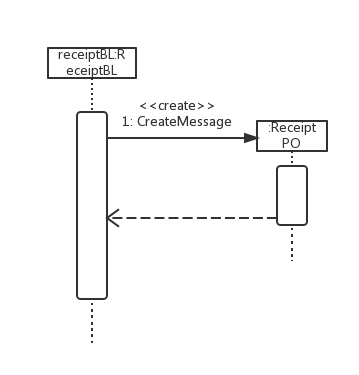 receiptBL:R
eceiptBL
<<create>>
1: CreateMessage
:Receipt
PO